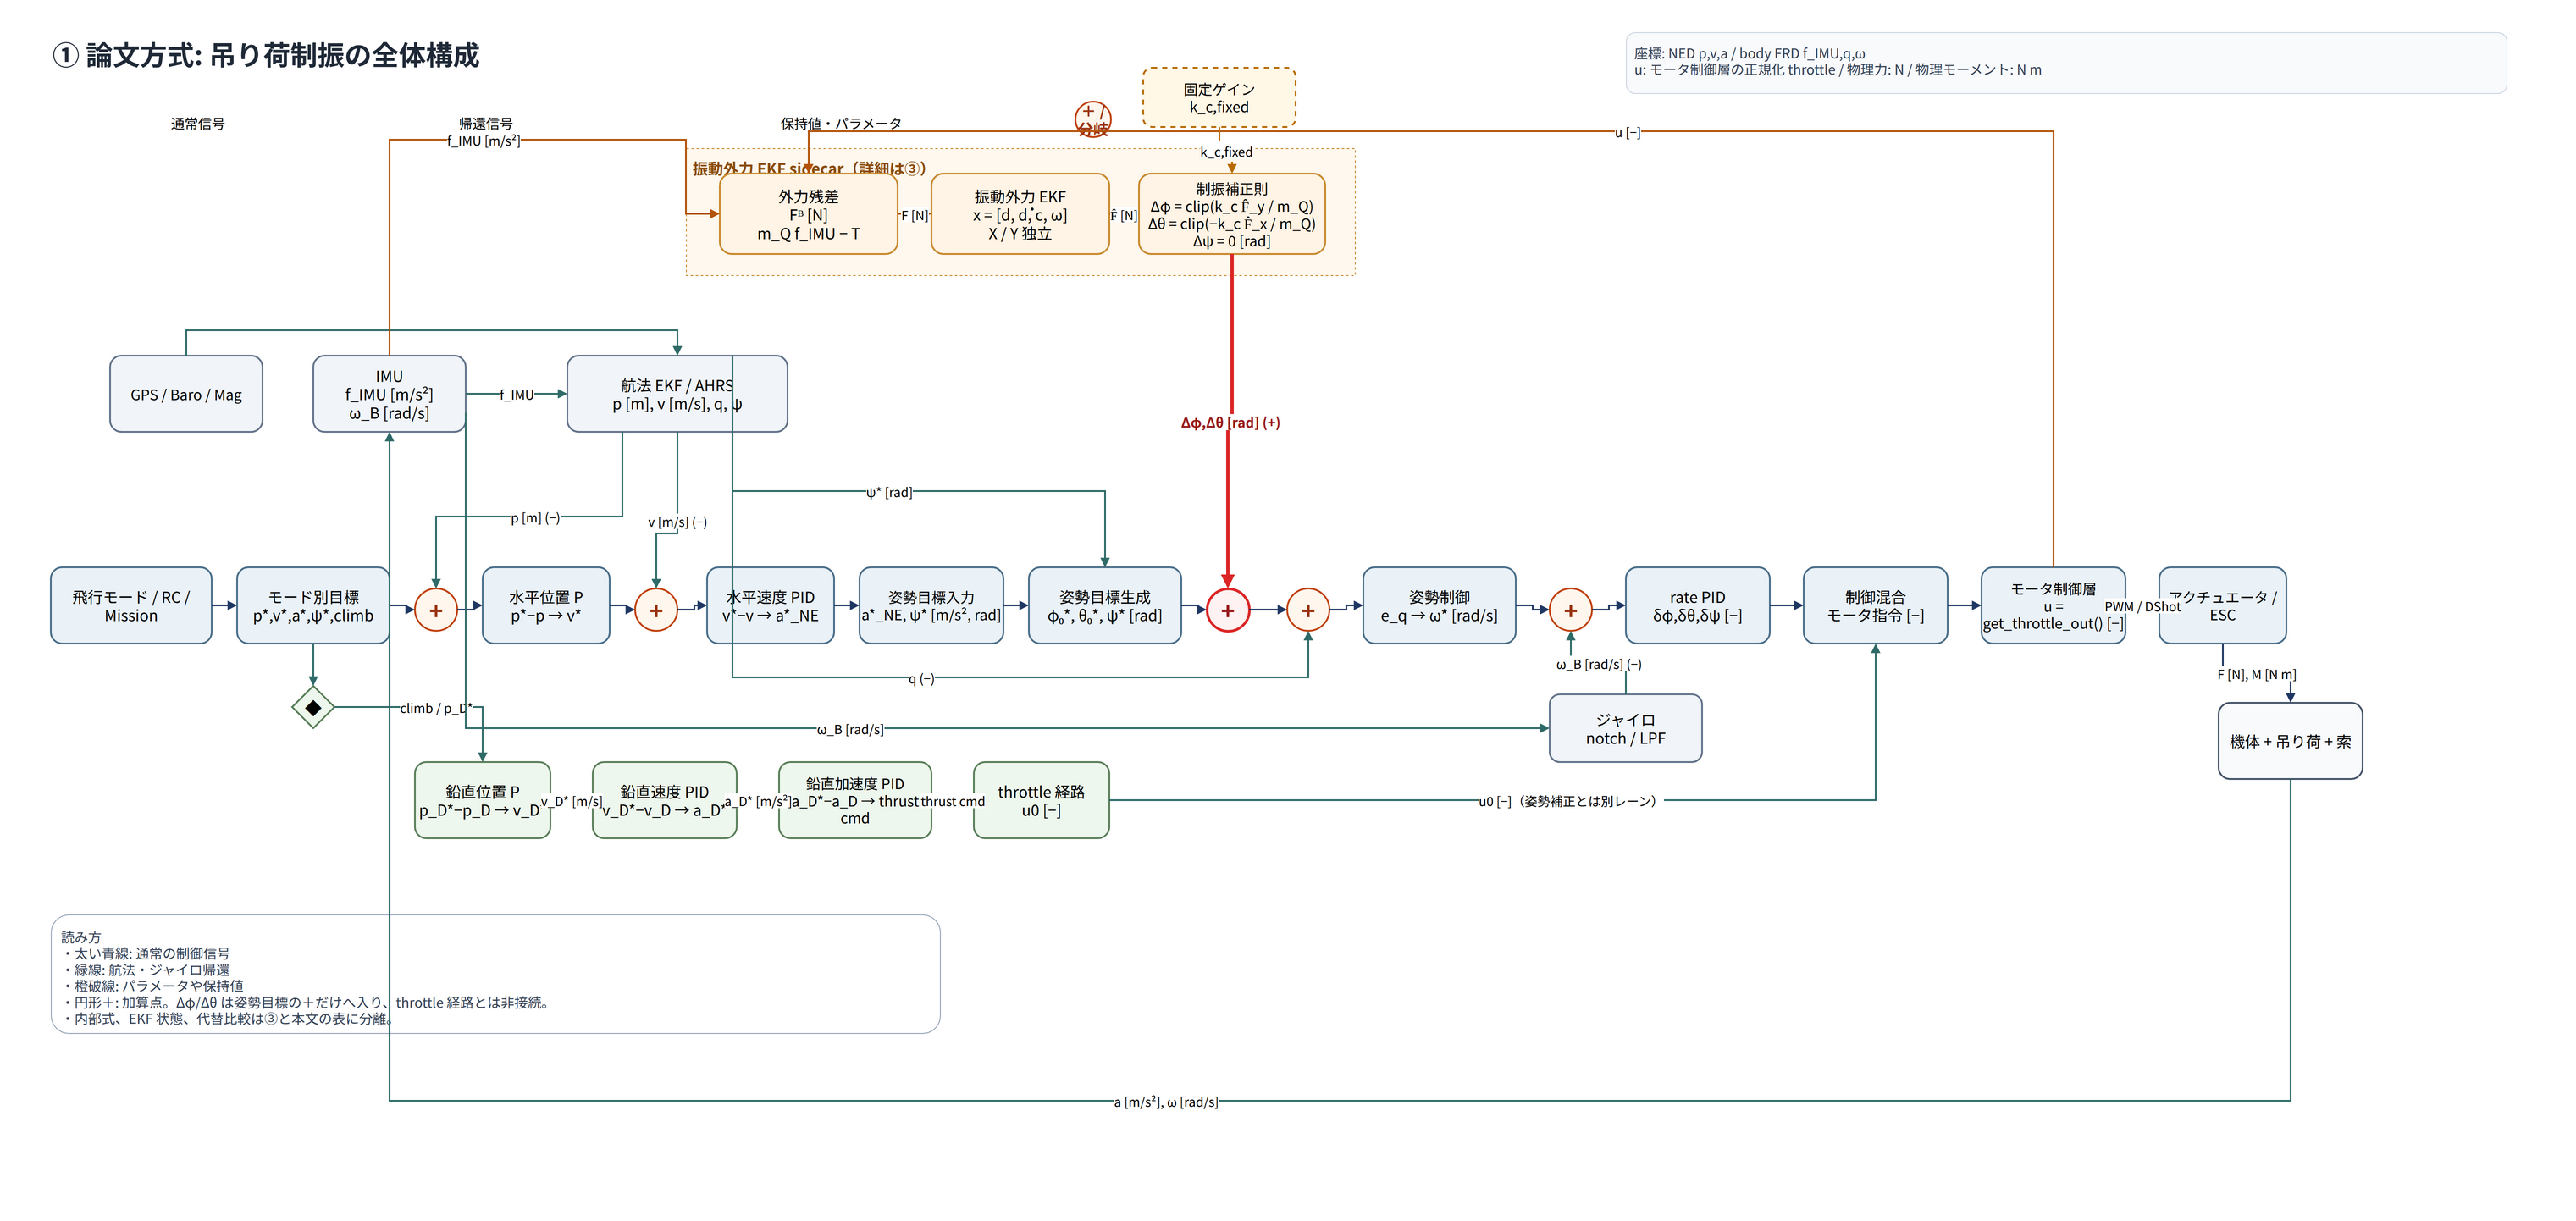 ① 論文方式: 吊り荷制振の全体構成
座標: NED p,v,a / body FRD f_IMU,q,ω
u: モータ制御層の正規化 throttle / 物理力: N / 物理モーメント: N m
通常信号
帰還信号
保持値・パラメータ
+ /
分岐
固定ゲイン
k_c,fixed
f_IMU [m/s²]
u [−]
k_c,fixed
振動外力 EKF sidecar（詳細は③）
外力残差
Fᴮ [N]
m_Q f_IMU − T
F [N]
振動外力 EKF
x = [d, ḋ, c, ω]
X / Y 独立
F̂ [N]
制振補正則
Δφ = clip(k_c F̂_y / m_Q)
Δθ = clip(−k_c F̂_x / m_Q)
Δψ = 0 [rad]
GPS / Baro / Mag
IMU
f_IMU [m/s²]
ω_B [rad/s]
f_IMU
航法 EKF / AHRS
p [m], v [m/s], q, ψ
Δφ,Δθ [rad] (+)
ψ* [rad]
p [m] (−)
v [m/s] (−)
飛行モード / RC /
Mission
モード別目標
p*,v*,a*,ψ*,climb
+
水平位置 P
p*−p → v*
+
水平速度 PID
v*−v → a*_NE
姿勢目標入力
a*_NE, ψ* [m/s², rad]
姿勢目標生成
φ₀*, θ₀*, ψ* [rad]
+
+
姿勢制御
e_q → ω* [rad/s]
+
rate PID
δφ,δθ,δψ [−]
制御混合
モータ指令 [−]
モータ制御層
u =
get_throttle_out() [−]
PWM / DShot
アクチュエータ /
ESC
ω_B [rad/s] (−)
q (−)
F [N], M [N m]
◆
climb / p_D*
ω_B [rad/s]
ジャイロ
notch / LPF
機体 + 吊り荷 + 索
鉛直位置 P
p_D*−p_D → v_D*
v_D* [m/s]
鉛直速度 PID
v_D*−v_D → a_D*
a_D* [m/s²]
鉛直加速度 PID
a_D*−a_D → thrust
cmd
thrust cmd
throttle 経路
u0 [−]
u0 [−]（姿勢補正とは別レーン）
読み方
・太い青線: 通常の制御信号
・緑線: 航法・ジャイロ帰還
・橙破線: パラメータや保持値
・円形＋: 加算点。Δφ/Δθ は姿勢目標の＋だけへ入り、throttle 経路とは非接続。
・内部式、EKF 状態、代替比較は③と本文の表に分離。
a [m/s²], ω [rad/s]